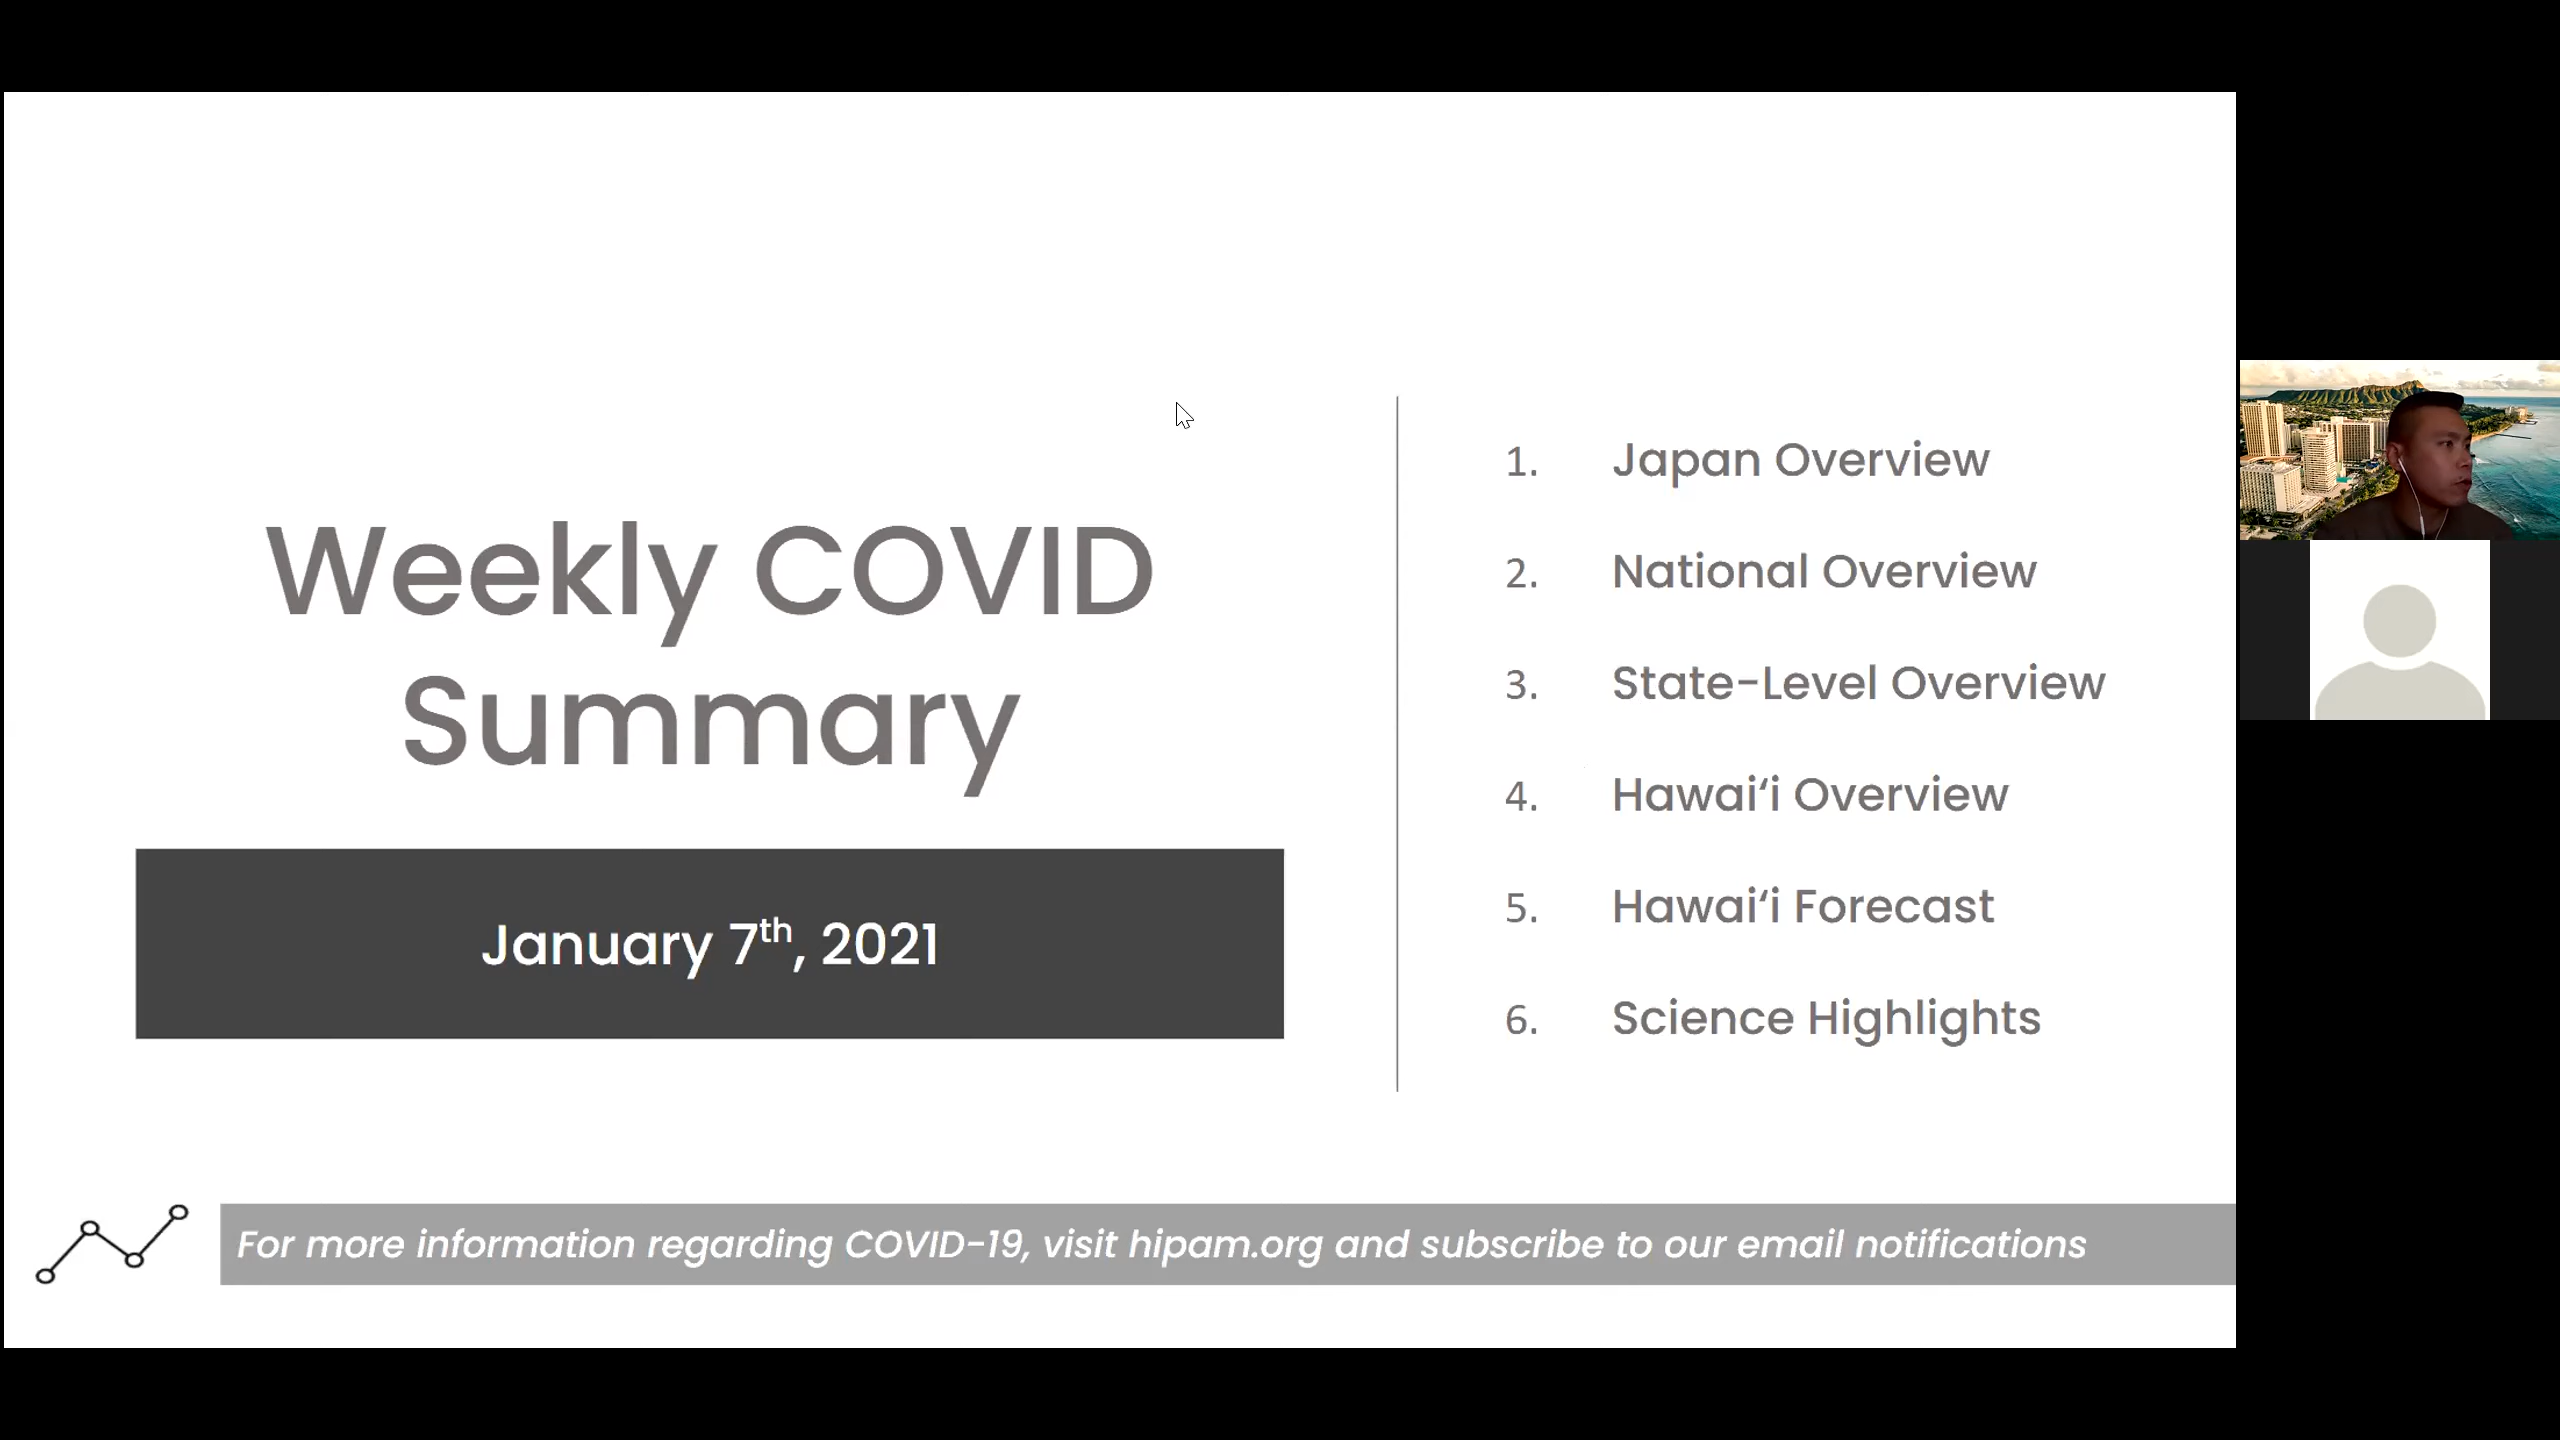 Weekly COVID
Summary
January 7th, 2021
1. Japan Overview
2. National Overview
3. State-Level Overview
4. Hawai‘i Overview
5. Hawai‘i Forecast
6. Science Highlights
For more information regarding COVID-19, visit hipam.org and subscribe to our email notifications